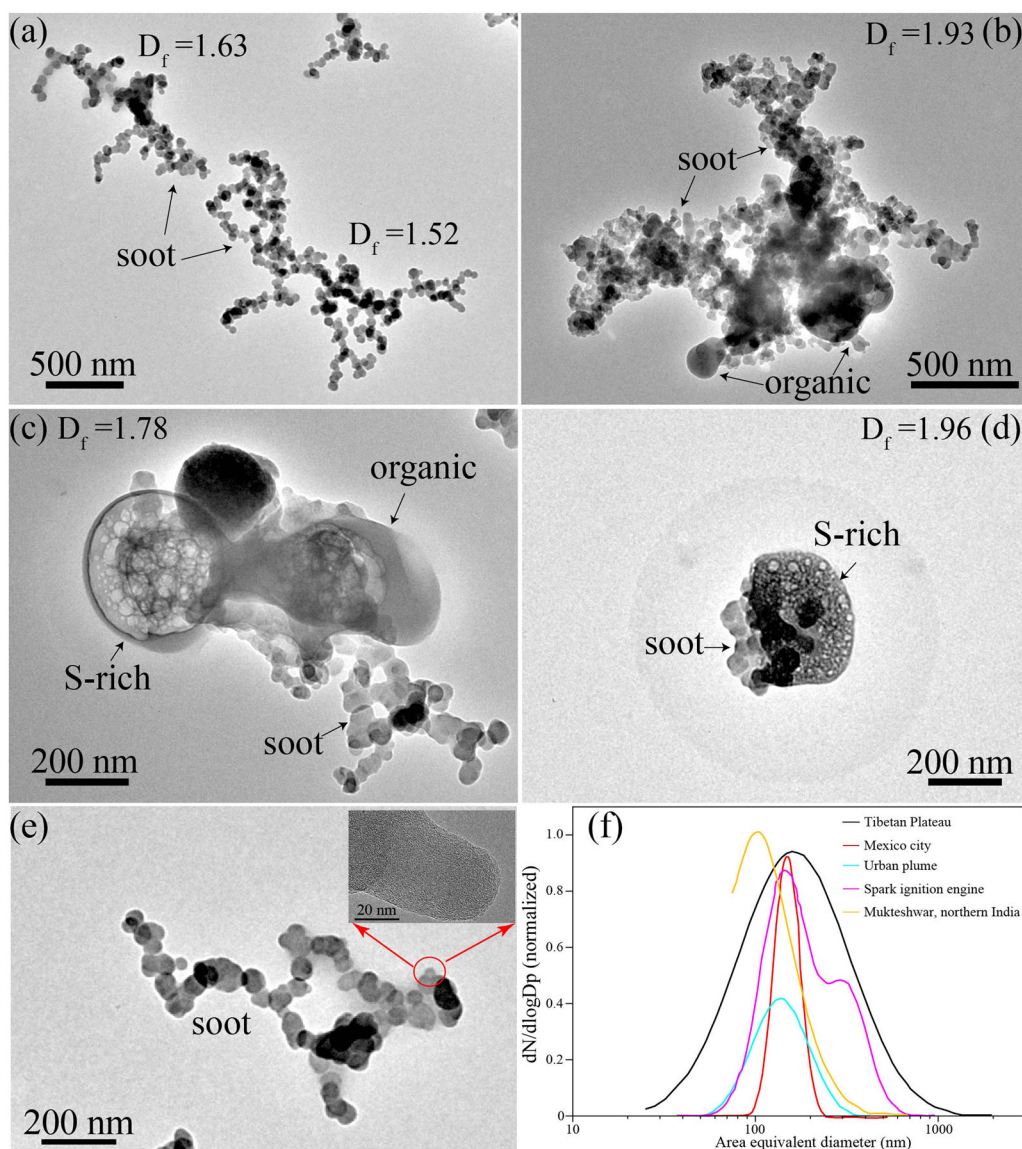 (a)
D_f =1.63
soot
D_f =1.52
500 nm
D_f =1.93 (b)
soot
organic
500 nm
(c) D_f =1.78
organic
S-rich
soot
200 nm
D_f =1.96 (d)
S-rich
soot
200 nm
(e)
20 nm
soot
200 nm
(f)
Tibetan Plateau
Mexico city
Urban plume
Spark ignition engine
Mukteshwar, northern India
dN/dlogDp (normalized)
1.0
0.8
0.6
0.4
0.2
0
10
100
1000
Area equivalent diameter (nm)